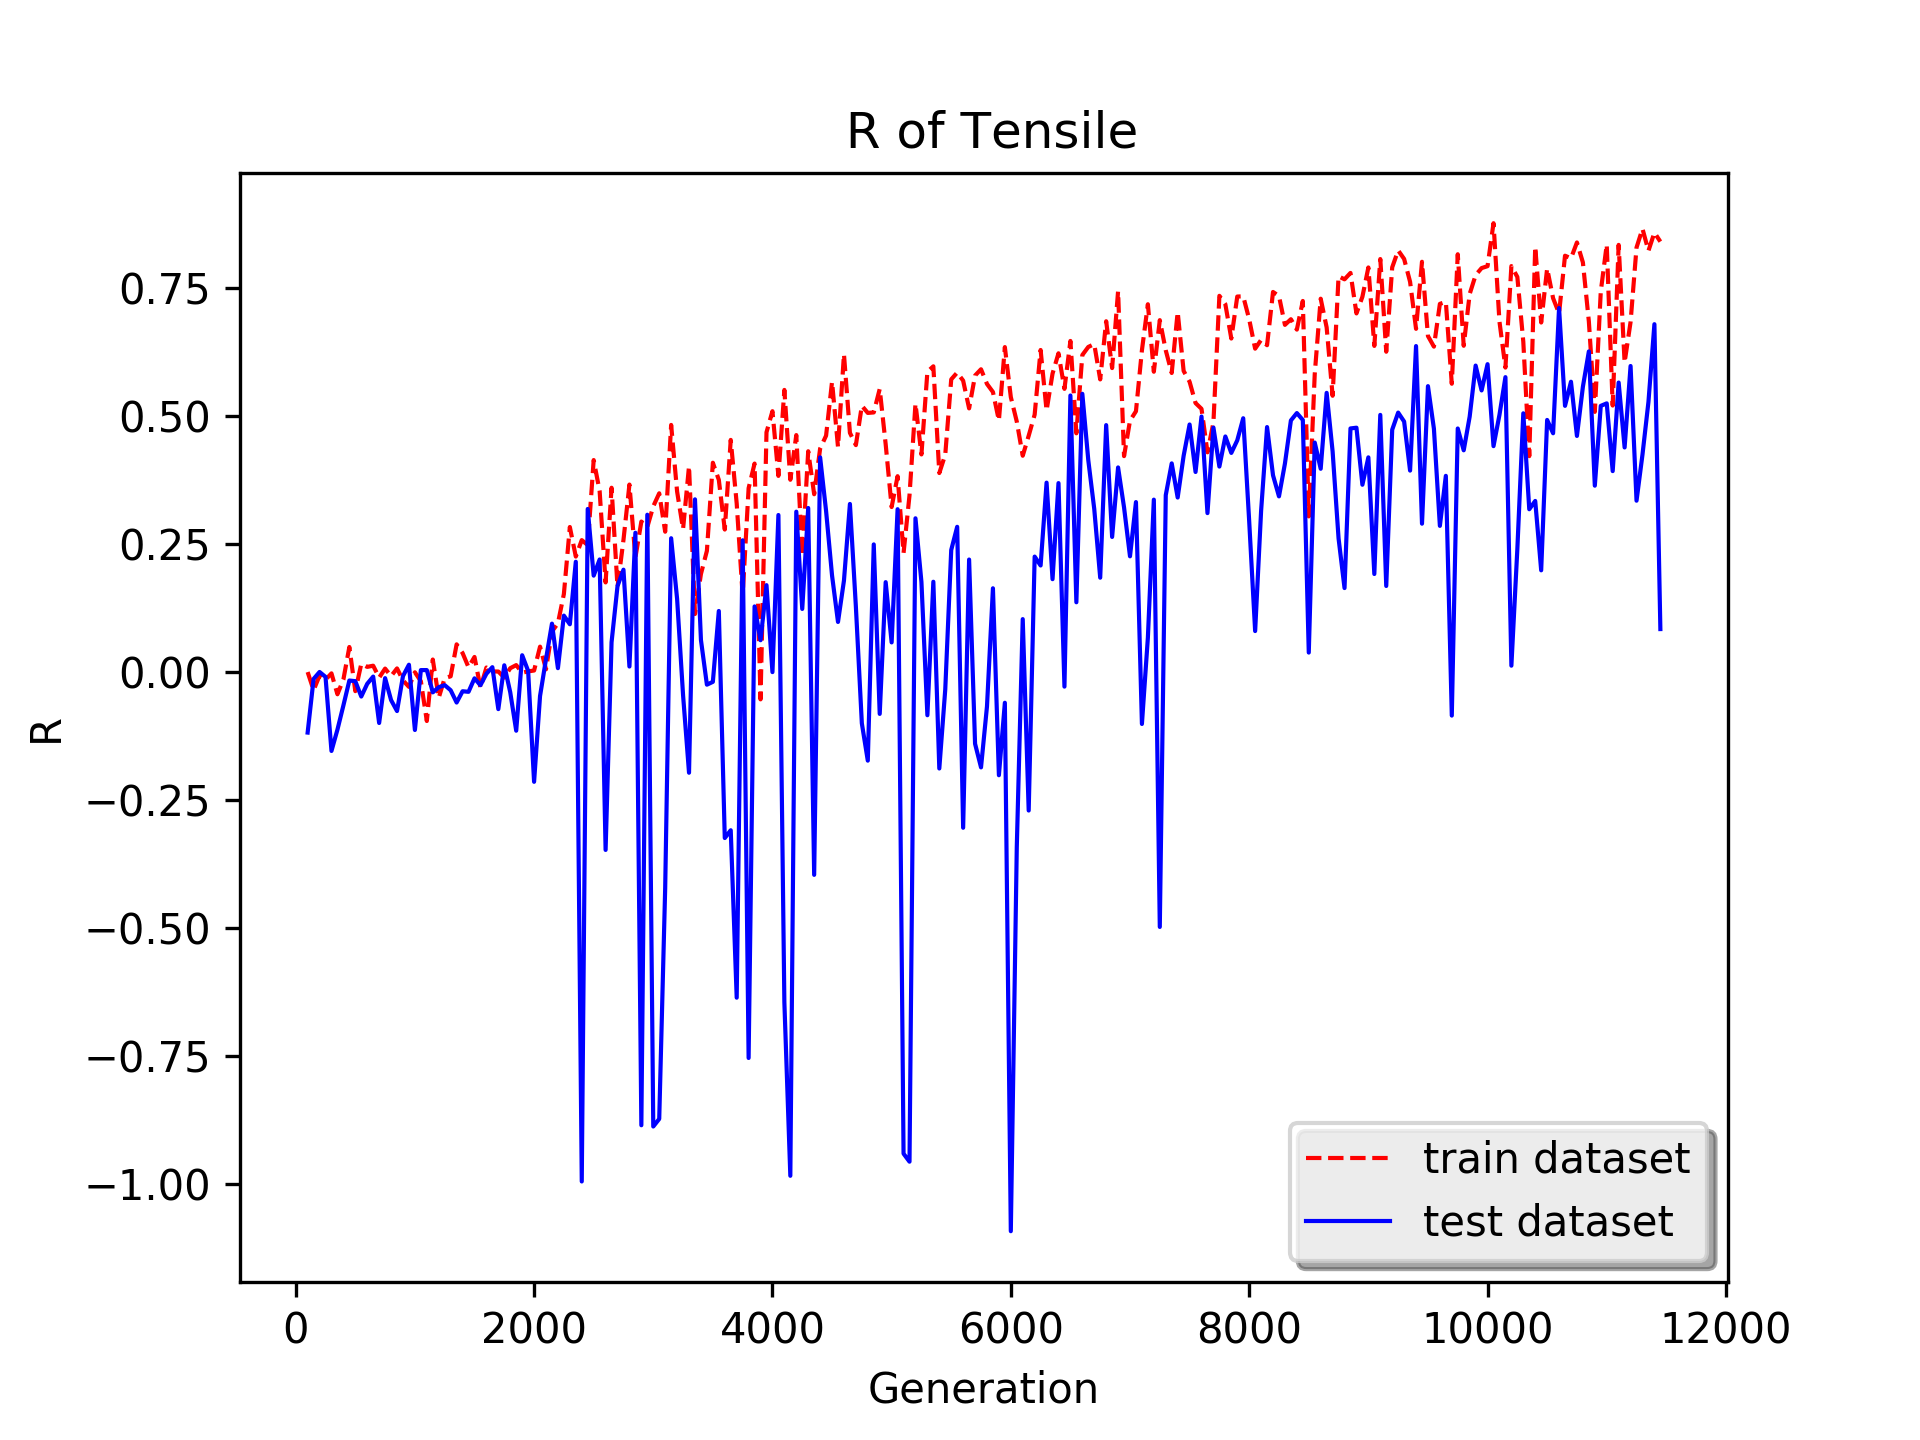 R of Tensile
R
0.75
0.50
0.25
0.00
−0.25
−0.50
−0.75
−1.00
0 2000 4000 6000 8000 10000 12000
Generation
train dataset
test dataset